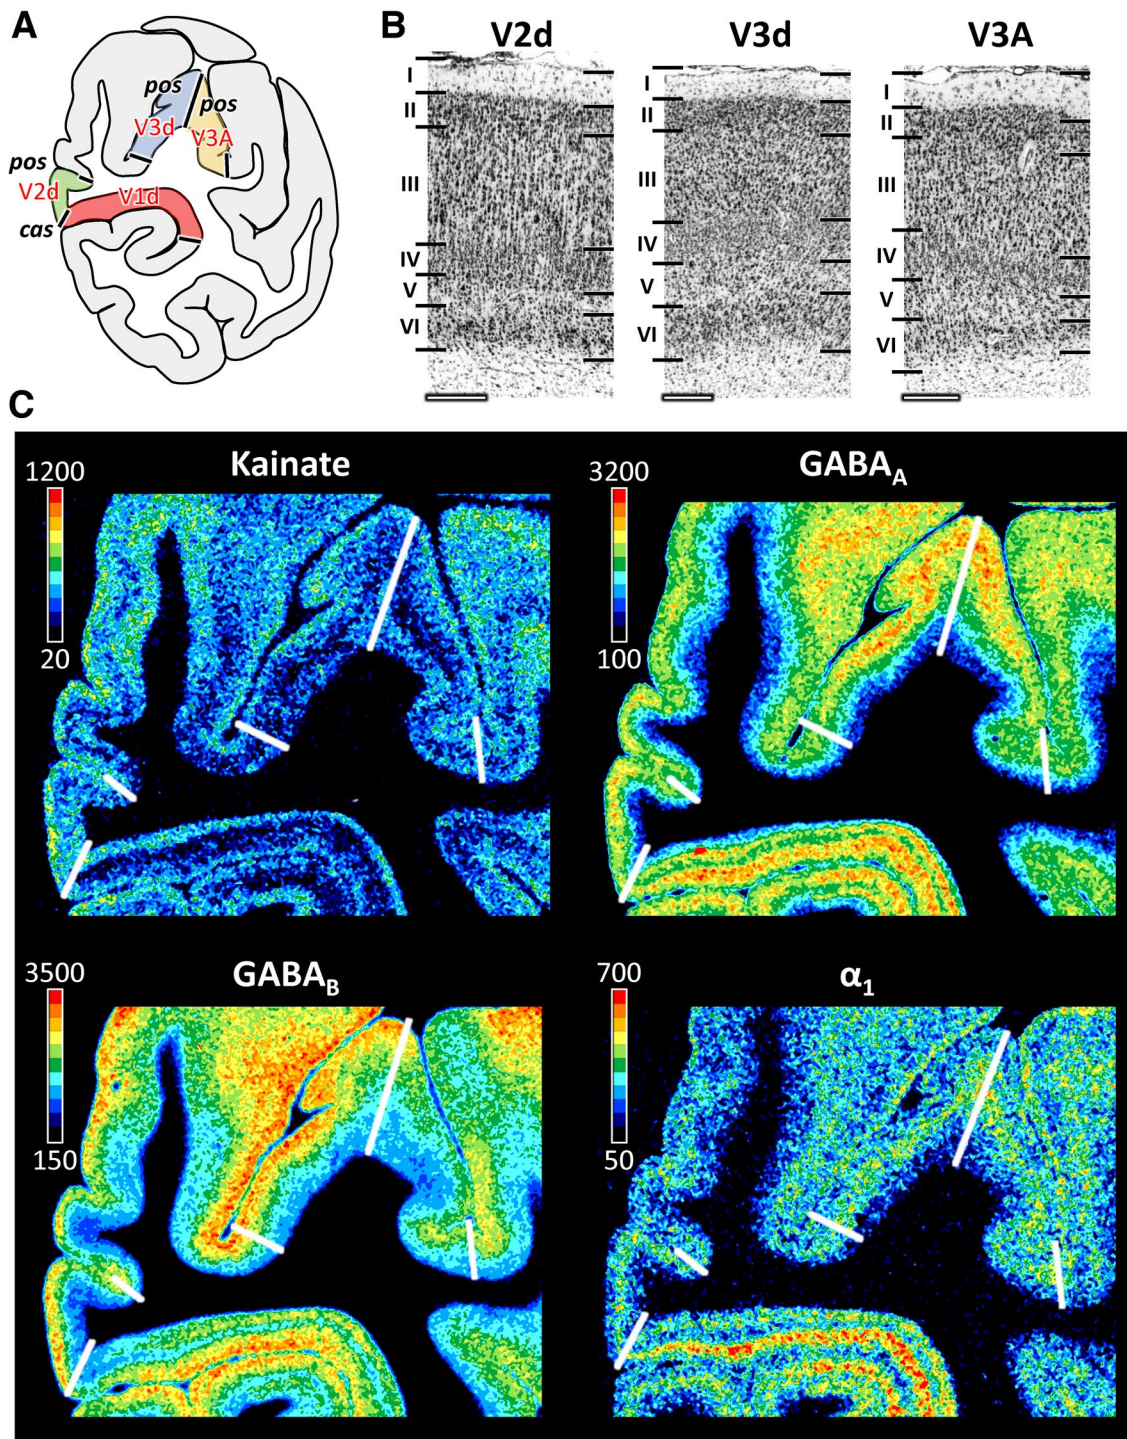 A
pos
pos
V3d
V3A
pos
V2d
V1d
cas
B
V2d
V3d
V3A
I
II
III
IV
V
VI
I
II
III
IV
V
VI
I
II
III
IV
V
VI
C
Kainate
1200
20
GABAA
3200
100
GABAB
3500
150
α1
700
50